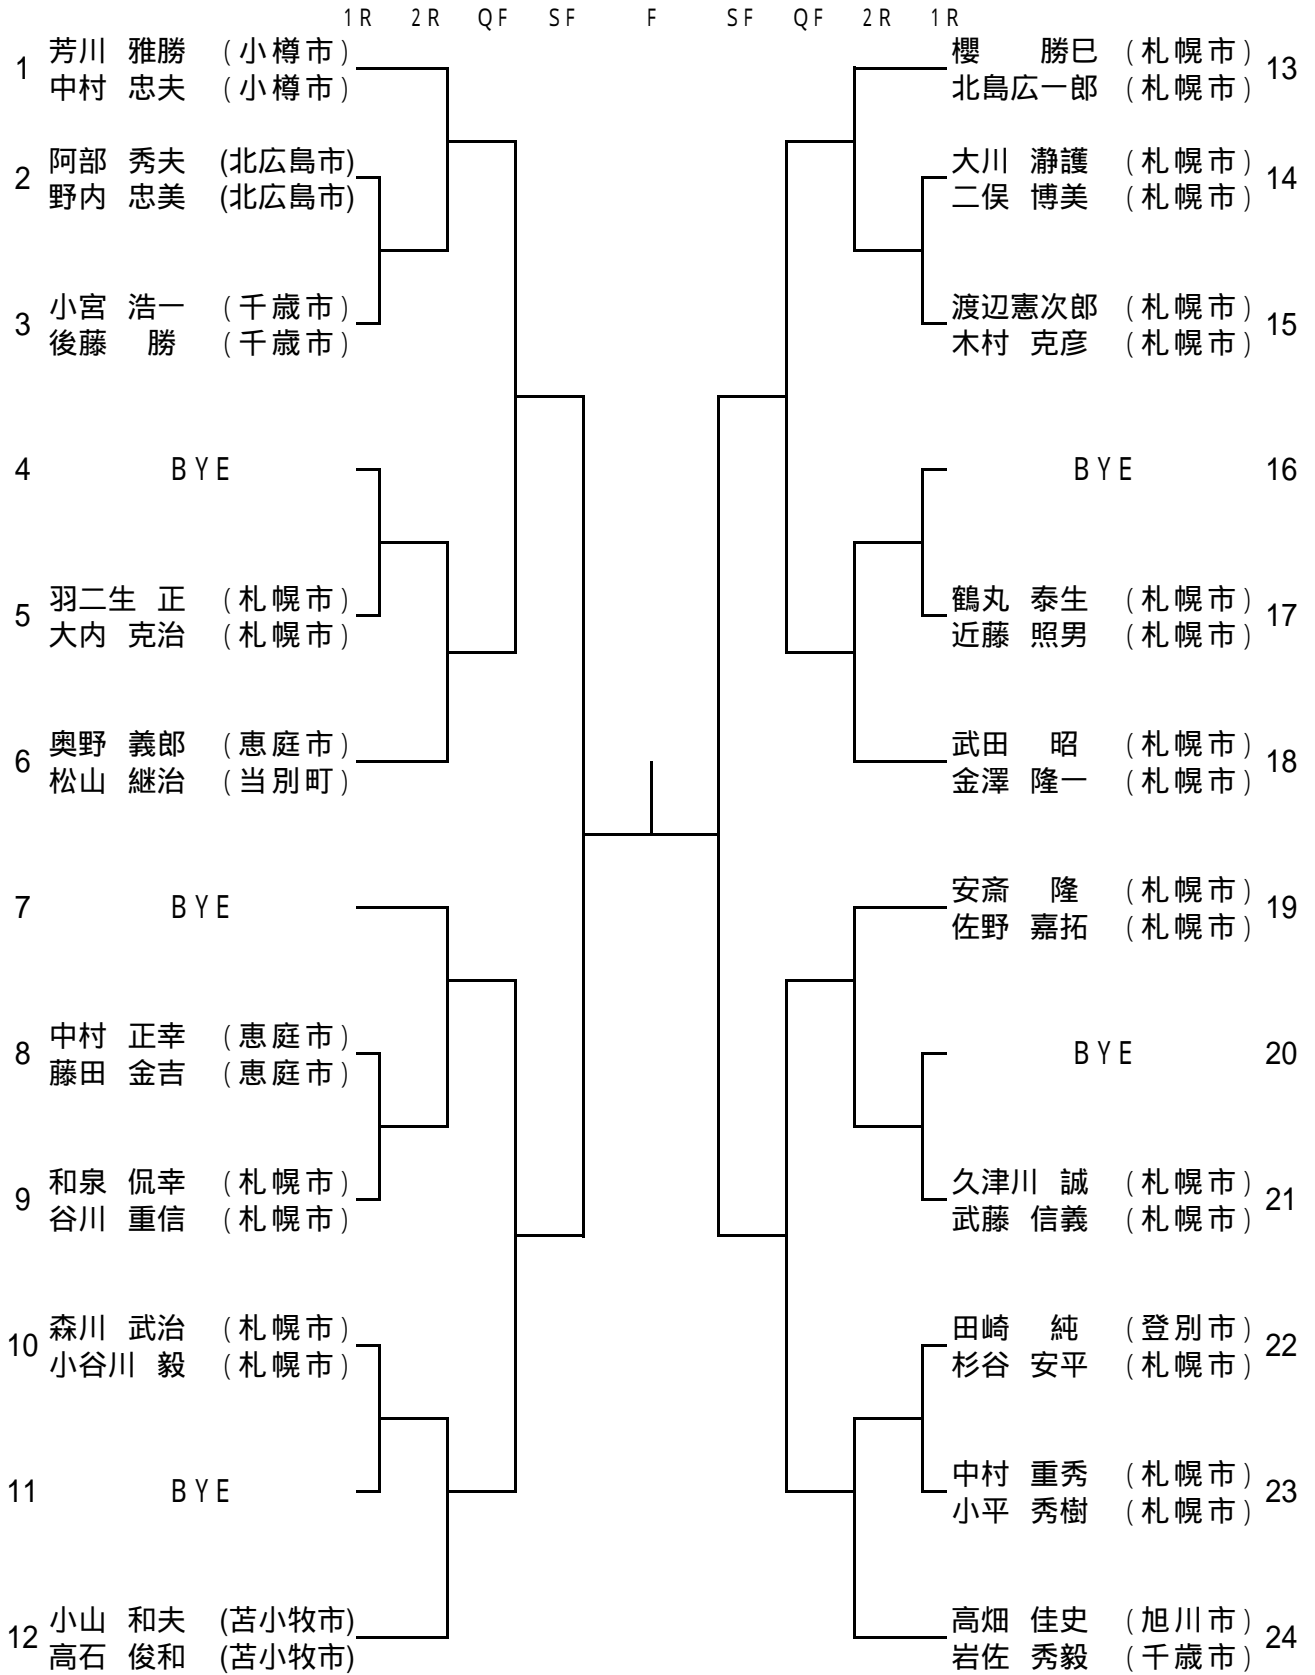 1R 2R QF SF F SF QF 2R 1R
1 芳川 雅勝 (小樽市)
中村 忠夫 (小樽市)
2 阿部 秀夫 (北広島市)
野内 忠美 (北広島市)
3 小宮 浩一 (千歳市)
後藤 勝 (千歳市)
4 BYE
5 羽二生 正 (札幌市)
大内 克治 (札幌市)
6 奥野 義郎 (恵庭市)
松山 継治 (当別町)
7 BYE
8 中村 正幸 (恵庭市)
藤田 金吉 (恵庭市)
9 和泉 侃幸 (札幌市)
谷川 重信 (札幌市)
10 森川 武治 (札幌市)
小谷川 毅 (札幌市)
11 BYE
12 小山 和夫 (苫小牧市)
高石 俊和 (苫小牧市)
櫻 勝巳 (札幌市) 13
北島広一郎 (札幌市)
大川 瀞護 (札幌市) 14
二俣 博美 (札幌市)
渡辺憲次郎 (札幌市) 15
木村 克彦 (札幌市)
BYE 16
鶴丸 泰生 (札幌市) 17
近藤 照男 (札幌市)
武田 昭 (札幌市) 18
金澤 隆一 (札幌市)
安斎 隆 (札幌市) 19
佐野 嘉拓 (札幌市)
BYE 20
久津川 誠 (札幌市) 21
武藤 信義 (札幌市)
田崎 純 (登別市) 22
杉谷 安平 (札幌市)
中村 重秀 (札幌市) 23
小平 秀樹 (札幌市)
高畑 佳史 (旭川市) 24
岩佐 秀毅 (千歳市)